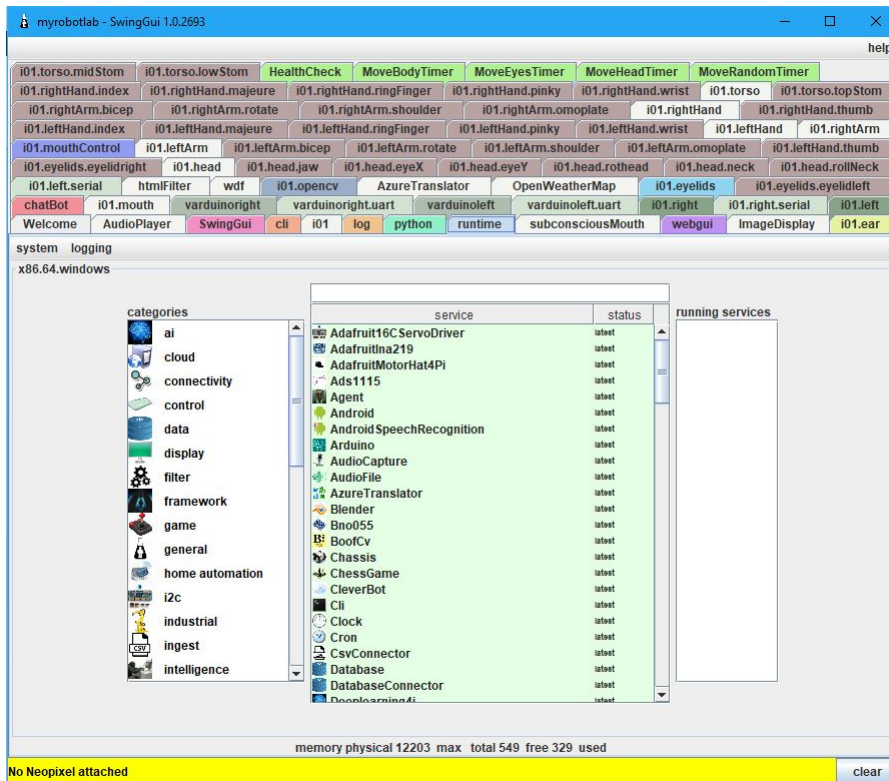 myrobotlab - SwingGui 1.0.2693
help
i01.torso.midStom i01.torso.lowStom HealthCheck MoveBodyTimer MoveEyesTimer MoveHeadTimer MoveRandomTimer
i01.rightHand.index i01.rightHand.majeure i01.rightHand.ringFinger i01.rightHand.pinky i01.rightHand.wrist i01.torso i01.torso.topStom
i01.rightArm.bicep i01.rightArm.rotate i01.rightArm.shoulder i01.rightArm.omoplate i01.rightHand i01.rightHand.thumb
i01.leftHand.index i01.leftHand.majeure i01.leftHand.ringFinger i01.leftHand.pinky i01.leftHand.wrist i01.leftHand i01.rightArm
i01.mouthControl i01.leftArm i01.leftArm.bicep i01.leftArm.rotate i01.leftArm.shoulder i01.leftArm.omoplate i01.leftHand.thumb
i01.eyelids.eyelidright i01.head i01.head.jaw i01.head.eyeX i01.head.eyeY i01.head.rothead i01.head.neck i01.head.rollNeck
i01.left.serial htmlFilter wdf i01.opencv AzureTranslator OpenWeatherMap i01.eyelids i01.eyelids.eyelidleft
chatBot i01.mouth varduinoright varduinoright.uart varduinoleft varduinoleft.uart i01.right i01.right.serial i01.left
Welcome AudioPlayer SwingGui cli i01 log python runtime subconsciousMouth webgui ImageDisplay i01.ear
system logging
x86.64.windows
categories
ai
cloud
connectivity
control
data
display
filter
framework
game
general
home automation
i2c
industrial
ingest
intelligence
service status
Adafruit16CServoDriver latest
AdafruitIna219 latest
AdafruitMotorHat4Pi latest
Ads1115 latest
Agent latest
Android latest
AndroidSpeechRecognition latest
Arduino latest
AudioCapture latest
AudioFile latest
AzureTranslator latest
Blender latest
Bno055 latest
BoofCv latest
Chassis latest
ChessGame latest
CleverBot latest
Cli latest
Clock latest
Cron latest
CsvConnector latest
Database latest
DatabaseConnector latest
Deeplearning4j latest
running services
memory physical 12203 max total 549 free 329 used
No Neopixel attached
clear